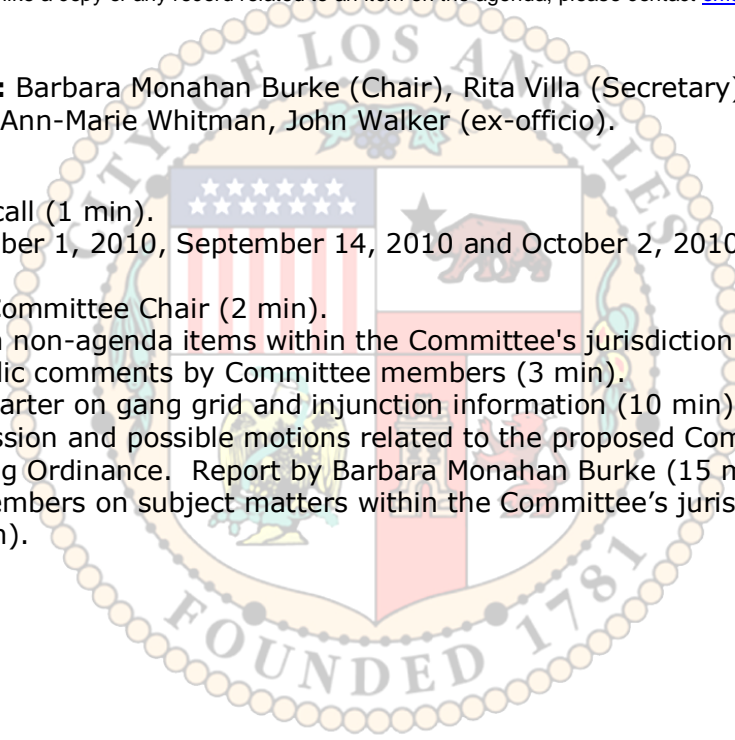 a copy of any record related to an item on the agenda, please contact
: Barbara Monahan Burke (Chair), Rita Villa (Secretary)
Ann-Marie Whitman, John Walker (ex-officio).
call (1 min).
ber 1, 2010, September 14, 2010 and October 2, 2010
Committee Chair (2 min).
n non-agenda items within the Committee's jurisdiction
lic comments by Committee members (3 min).
arter on gang grid and injunction information (10 min)
ssion and possible motions related to the proposed Com
g Ordinance. Report by Barbara Monahan Burke (15 m
embers on subject matters within the Committee’s juris
n).
CITY OF LOS ANGELES
FOUNDED 1781